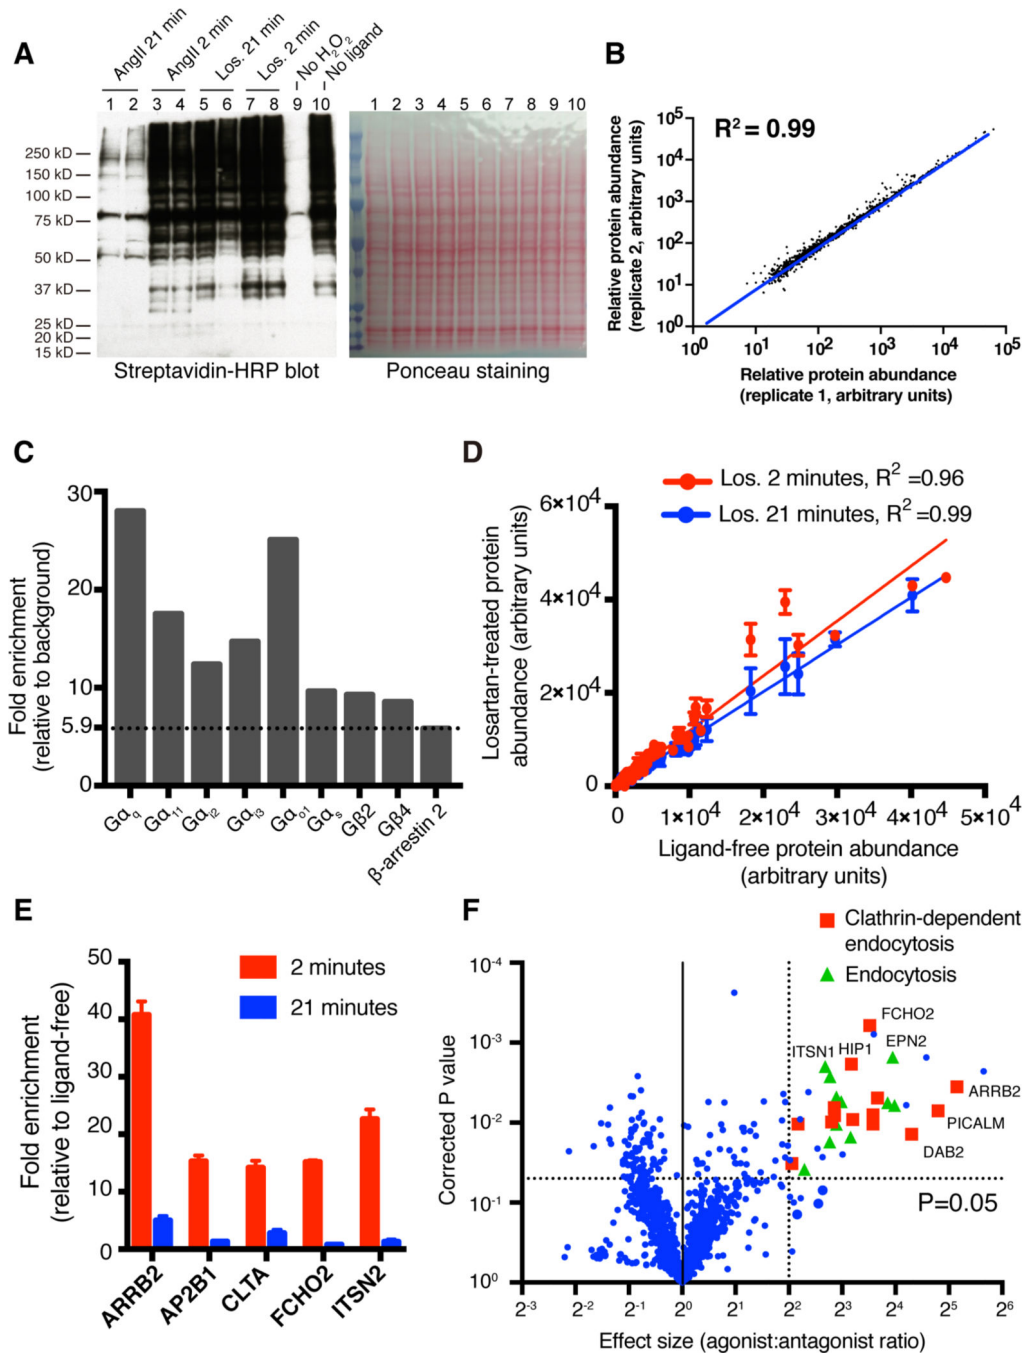 A
AngII 21 min
AngII 2 min
Los. 21 min
Los. 2 min
No H₂O₂
No ligand
1 2 3 4 5 6 7 8 9 10
1 2 3 4 5 6 7 8 9 10
250 kD
150 kD
100 kD
75 kD
50 kD
37 kD
25 kD
20 kD
15 kD
Streptavidin-HRP blot
Ponceau staining
B
R² = 0.99
Relative protein abundance
(replicate 2, arbitrary units)
10⁵
10⁴
10³
10²
10¹
10⁰
10⁰ 10¹ 10² 10³ 10⁴ 10⁵
Relative protein abundance
(replicate 1, arbitrary units)
C
Fold enrichment
(relative to background)
30
20
10
5.9
0
Gαq
Gα11
Gαi2
Gαi3
Gαo1
Gαs
Gβ2
Gβ4
β-arrestin 2
D
Los. 2 minutes, R² =0.96
Los. 21 minutes, R² =0.99
Losartan-treated protein
abundance (arbitrary units)
6×10⁴
4×10⁴
2×10⁴
0
0 1×10⁴ 2×10⁴ 3×10⁴ 4×10⁴ 5×10⁴
Ligand-free protein abundance
(arbitrary units)
E
Fold enrichment
(relative to ligand-free)
50
40
30
20
10
0
2 minutes
21 minutes
ARRB2
AP2B1
CLTA
FCHO2
ITSN2
F
Clathrin-dependent
endocytosis
Endocytosis
Corrected P value
10⁻⁴
10⁻³
10⁻²
10⁻¹
10⁰
FCHO2
ITSN1
HIP1
EPN2
ARRB2
PICALM
DAB2
P=0.05
2⁻³ 2⁻² 2⁻¹ 2⁰ 2¹ 2² 2³ 2⁴ 2⁵ 2⁶
Effect size (agonist:antagonist ratio)